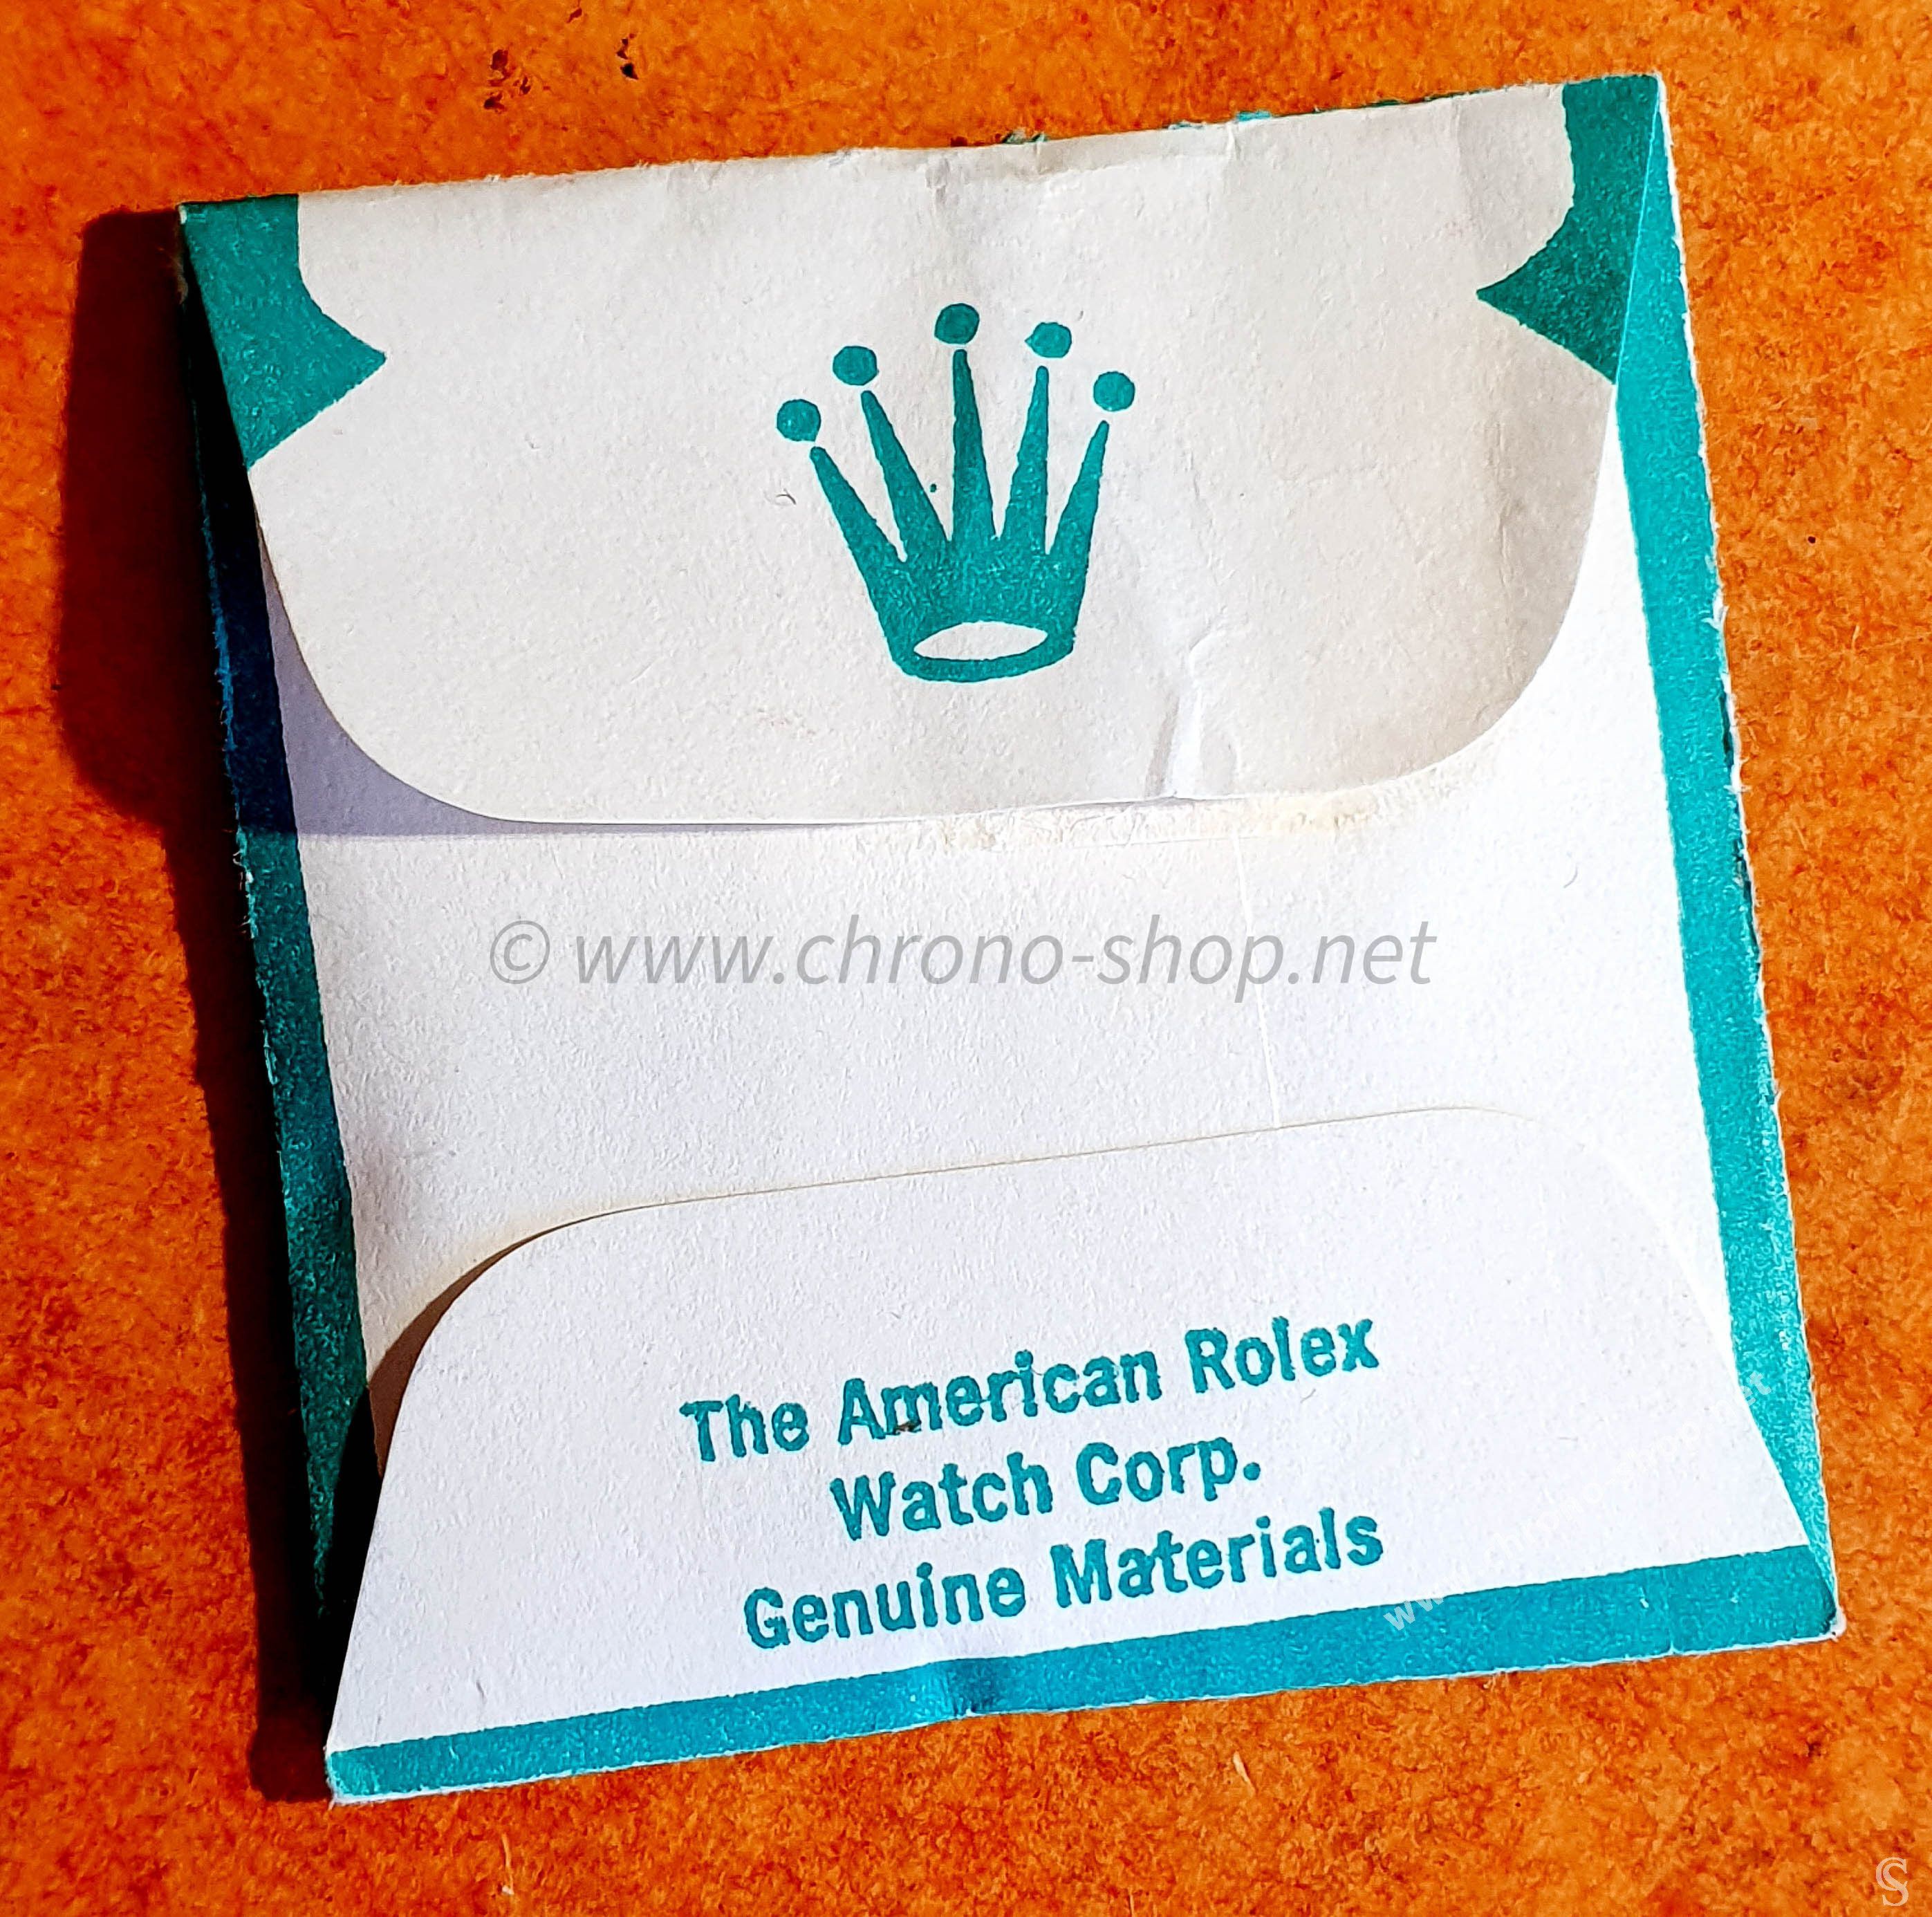 © www.chrono-shop.net
The American Rolex
Watch Corp.
Genuine Materials